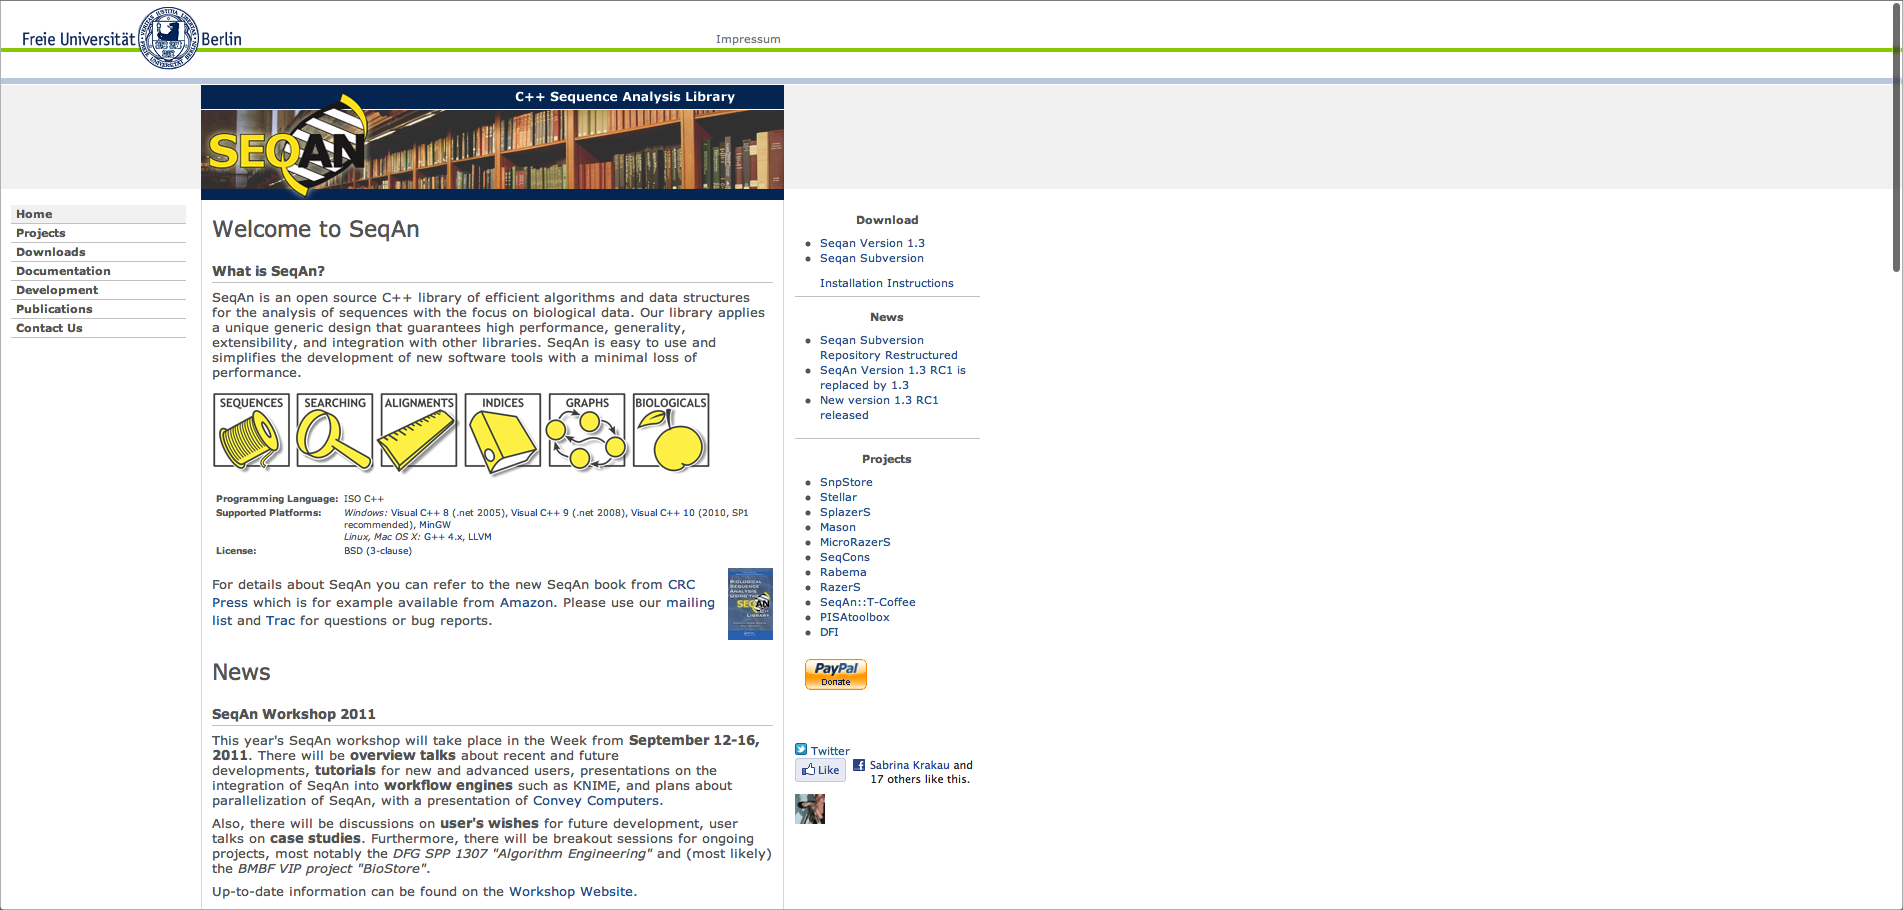 Freie Universität Berlin
Impressum
C++ Sequence Analysis Library
SEQAN
Home
Projects
Downloads
Documentation
Development
Publications
Contact Us
Welcome to SeqAn
What is SeqAn?
SeqAn is an open source C++ library of efficient algorithms and data structures
for the analysis of sequences with the focus on biological data. Our library applies
a unique generic design that guarantees high performance, generality,
extensibility, and integration with other libraries. SeqAn is easy to use and
simplifies the development of new software tools with a minimal loss of
performance.
SEQUENCES SEARCHING ALIGNMENTS INDICES GRAPHS BIOLOGICALS
Programming Language: ISO C++
Supported Platforms: Windows: Visual C++ 8 (.net 2005), Visual C++ 9 (.net 2008), Visual C++ 10 (2010, SP1
recommended), MinGW
Linux, Mac OS X: G++ 4.x, LLVM
License: BSD (3-clause)
For details about SeqAn you can refer to the new SeqAn book from CRC
Press which is for example available from Amazon. Please use our mailing
list and Trac for questions or bug reports.
BIOLOGICAL
SEQUENCE
ANALYSIS
USING THE
SEQAN
LIBRARY
News
SeqAn Workshop 2011
This year's SeqAn workshop will take place in the Week from September 12-16,
2011. There will be overview talks about recent and future
developments, tutorials for new and advanced users, presentations on the
integration of SeqAn into workflow engines such as KNIME, and plans about
parallelization of SeqAn, with a presentation of Convey Computers.
Also, there will be discussions on user's wishes for future development, user
talks on case studies. Furthermore, there will be breakout sessions for ongoing
projects, most notably the DFG SPP 1307 "Algorithm Engineering" and (most likely)
the BMBF VIP project "BioStore".
Up-to-date information can be found on the Workshop Website.
Download
Seqan Version 1.3
Seqan Subversion
Installation Instructions
News
Seqan Subversion
Repository Restructured
SeqAn Version 1.3 RC1 is
replaced by 1.3
New version 1.3 RC1
released
Projects
SnpStore
Stellar
SplazerS
Mason
MicroRazerS
SeqCons
Rabema
RazerS
SeqAn::T-Coffee
PISAtoolbox
DFI
PayPal
Donate
Twitter
Like
Sabrina Krakau and
17 others like this.